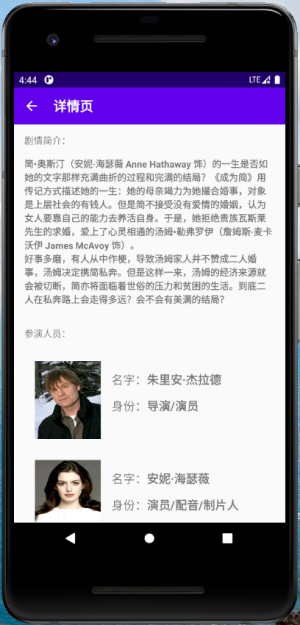 4:44
LTE
详情页
剧情简介：
简·奥斯汀（安妮·海瑟薇 Anne Hathaway 饰）的一生是否如
她的文字那样充满曲折的过程和完满的结局？《成为简》用
传记方式描述她的一生：她的母亲竭力为她撮合婚事，对象
是上层社会的有钱人。但是简不接受没有爱情的婚姻，认为
女人要靠自己的能力去养活自身。于是，她拒绝贵族瓦斯莱
先生的求婚，爱上了心灵相通的汤姆·勒弗罗伊（詹姆斯·麦卡
沃伊 James McAvoy 饰）。
好事多磨，有人从中作梗，导致汤姆家人并不赞成二人婚
事，汤姆决定携简私奔。但是这样一来，汤姆的经济来源就
会被切断，简亦将面临着世俗的压力和贫困的生活。到底二
人在私奔路上会走得多远？会不会有美满的结局？
参演人员：
名字：朱里安·杰拉德
身份：导演/演员
名字：安妮·海瑟薇
身份：演员/配音/制片人